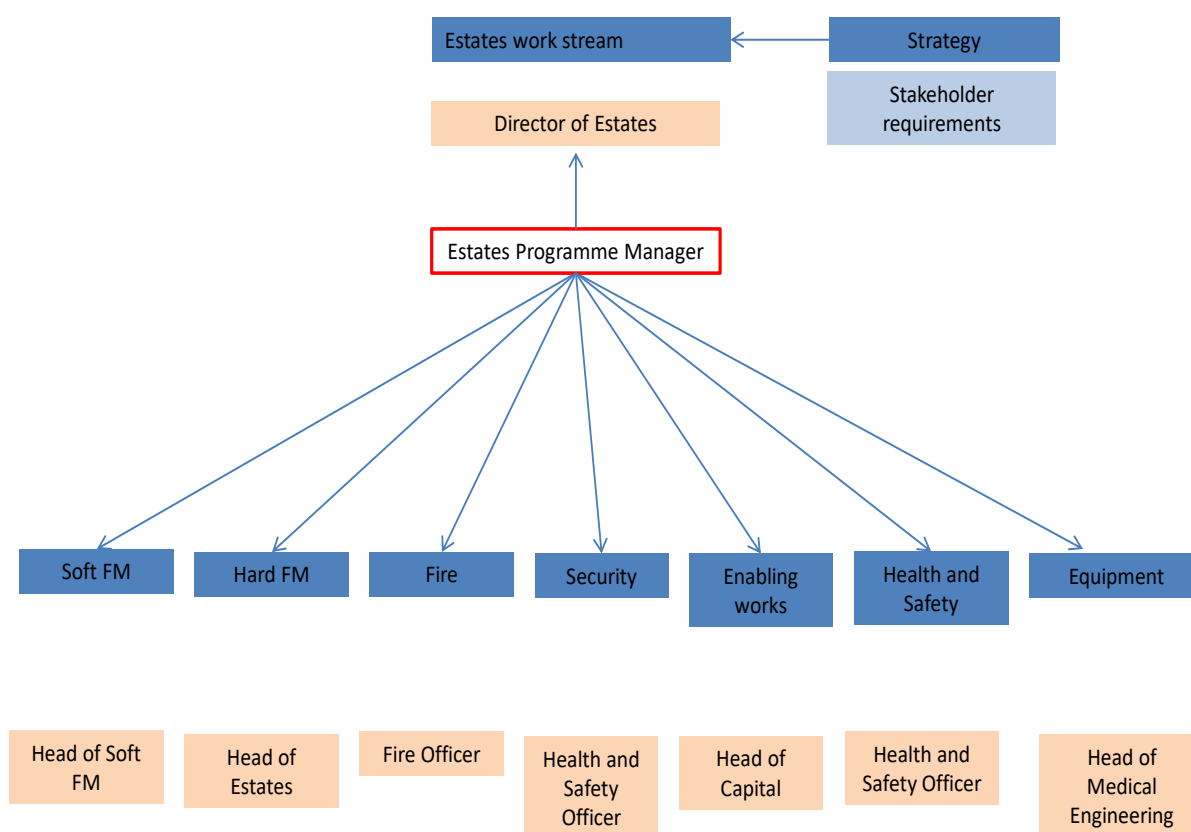 Estates work stream
Strategy
Stakeholder
requirements
Director of Estates
Estates Programme Manager
Soft FM
Hard FM
Fire
Security
Enabling
works
Health and
Safety
Equipment
Head of Soft
FM
Head of
Estates
Fire Officer
Health and
Safety
Officer
Head of
Capital
Health and
Safety Officer
Head of
Medical
Engineering